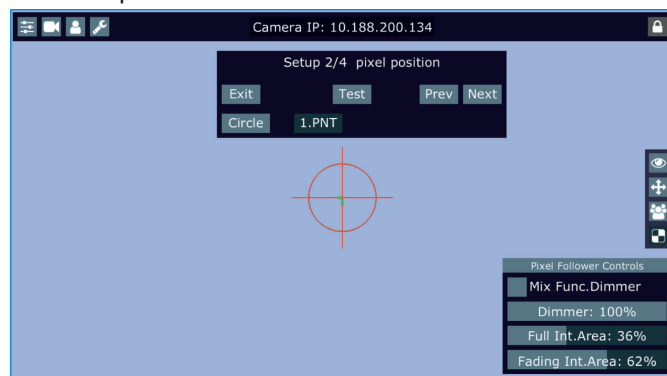 Camera IP: 10.188.200.134
Setup 2/4 pixel position
Exit Test Prev Next
Circle 1.PNT
Pixel Follower Controls
Mix Func.Dimmer
Dimmer: 100%
Full Int.Area: 36%
Fading Int.Area: 62%